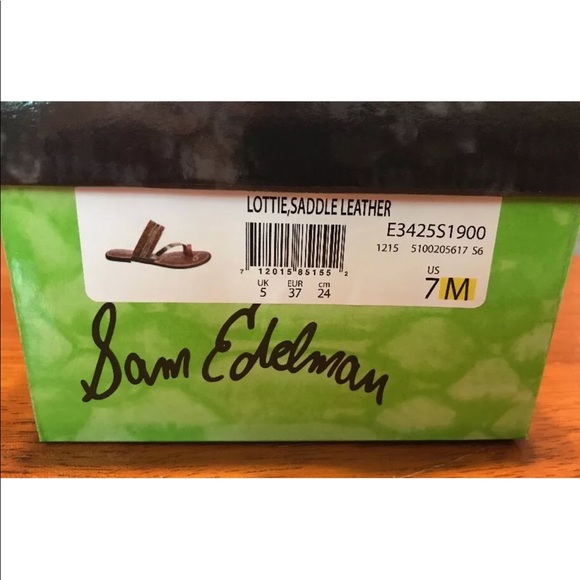 LOTTIE,SADDLE LEATHER
E3425S1900
1215 5100205617 S6
7 12015 85155 2
UK EUR cm
5 37 24
US
7 M
Sam Edelman